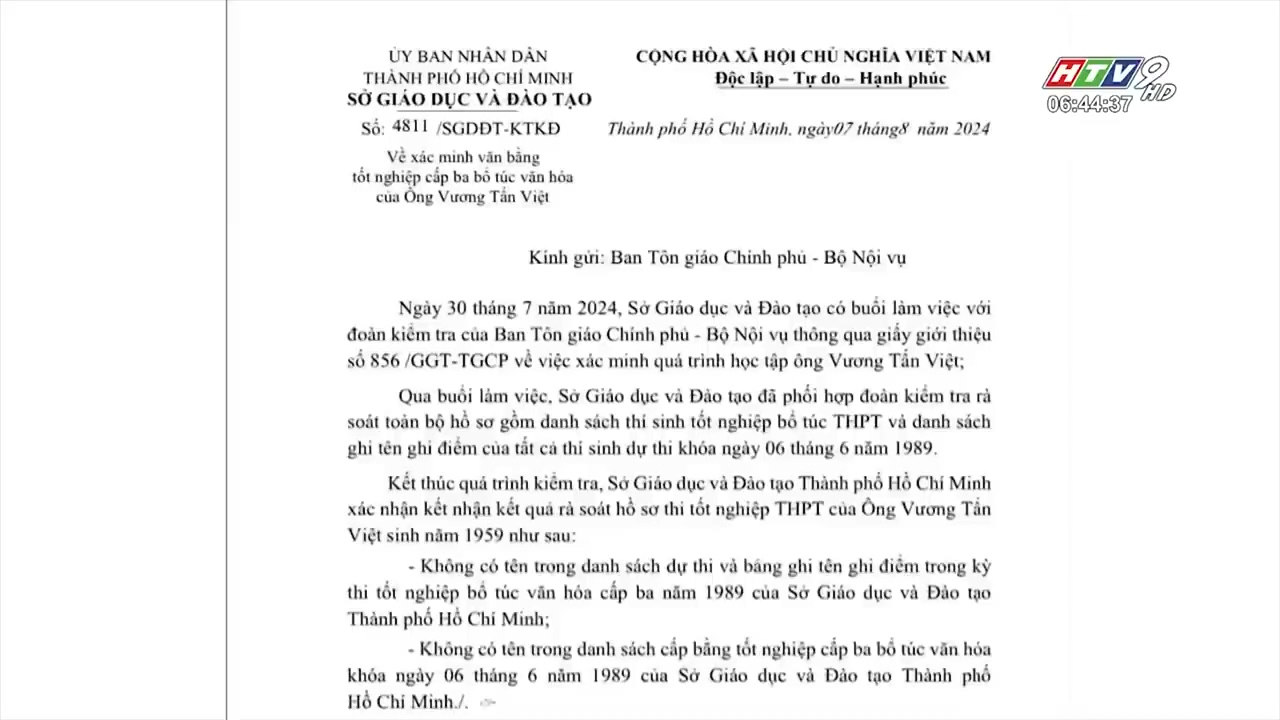 ỦY BAN NHÂN DÂN
THÀNH PHỐ HỒ CHÍ MINH
SỞ GIÁO DỤC VÀ ĐÀO TẠO
Số: 4811 /SGDĐT-KTKĐ
Về xác minh văn bằng
tốt nghiệp cấp ba bổ túc văn hóa
của Ông Vương Tấn Việt
CỘNG HÒA XÃ HỘI CHỦ NGHĨA VIỆT NAM
Độc lập – Tự do – Hạnh phúc
Thành phố Hồ Chí Minh, ngày07 tháng8 năm 2024
HTV9 HD
06:44:37
Kính gửi: Ban Tôn giáo Chính phủ - Bộ Nội vụ
Ngày 30 tháng 7 năm 2024, Sở Giáo dục và Đào tạo có buổi làm việc với
đoàn kiểm tra của Ban Tôn giáo Chính phủ - Bộ Nội vụ thông qua giấy giới thiệu
số 856 /GGT-TGCP về việc xác minh quá trình học tập ông Vương Tấn Việt;
Qua buổi làm việc, Sở Giáo dục và Đào tạo đã phối hợp đoàn kiểm tra rà
soát toàn bộ hồ sơ gồm danh sách thí sinh tốt nghiệp bổ túc THPT và danh sách
ghi tên ghi điểm của tất cả thí sinh dự thi khóa ngày 06 tháng 6 năm 1989.
Kết thúc quá trình kiểm tra, Sở Giáo dục và Đào tạo Thành phố Hồ Chí Minh
xác nhận kết nhận kết quả rà soát hồ sơ thi tốt nghiệp THPT của Ông Vương Tấn
Việt sinh năm 1959 như sau:
- Không có tên trong danh sách dự thi và bảng ghi tên ghi điểm trong kỳ
thi tốt nghiệp bổ túc văn hóa cấp ba năm 1989 của Sở Giáo dục và Đào tạo
Thành phố Hồ Chí Minh;
- Không có tên trong danh sách cấp bằng tốt nghiệp cấp ba bổ túc văn hóa
khóa ngày 06 tháng 6 năm 1989 của Sở Giáo dục và Đào tạo Thành phố
Hồ Chí Minh./.